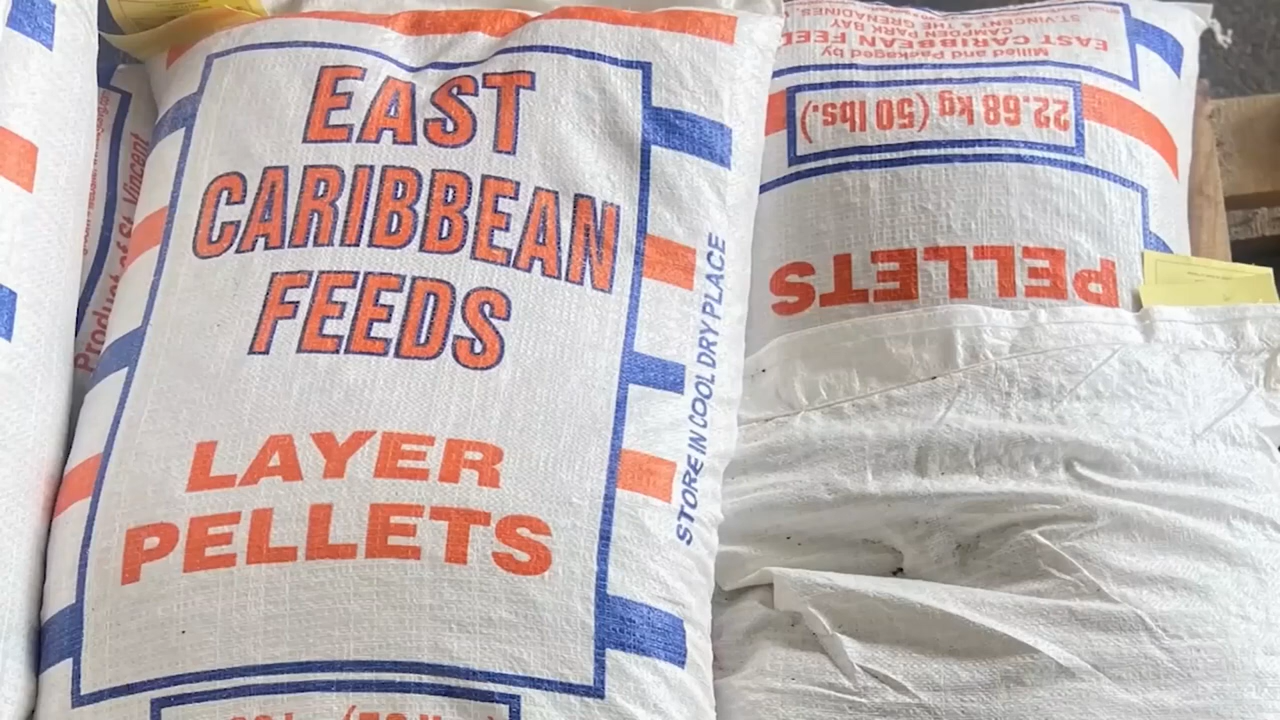 EAST
CARIBBEAN
FEEDS
LAYER
PELLETS
STORE IN COOL DRY PLACE
Product of St. Vincent
Milled and Packaged by
EAST CARIBBEAN FEED
CAMPDEN PARK BAY
ST.VINCENT & THE GRENADINES,
22.68 kg (50 lbs.)
PELLETS